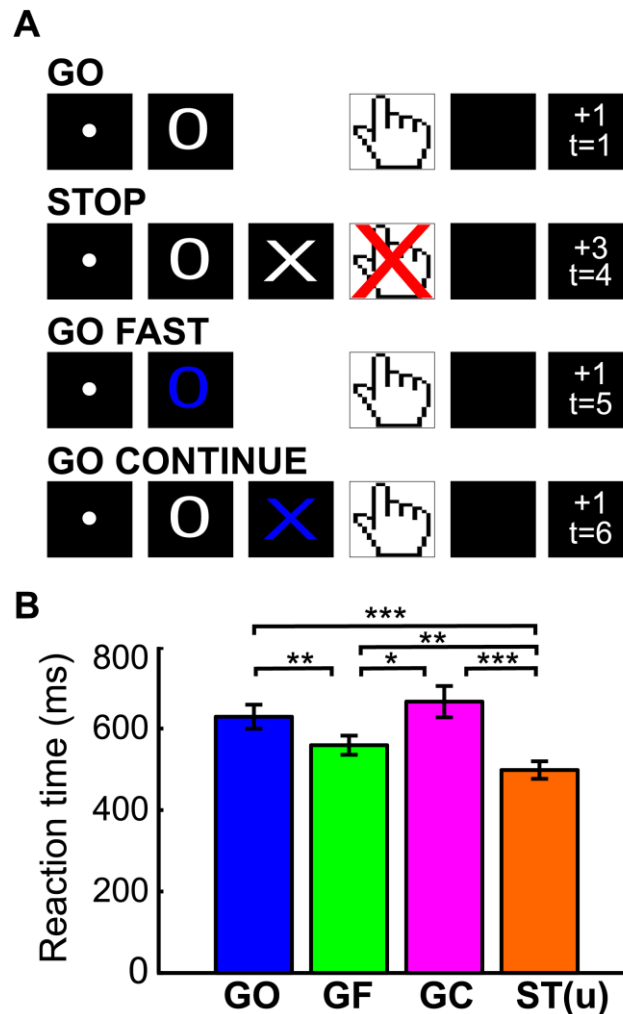 A
GO
O
+1
t=1
STOP
O X
+3
t=4
GO FAST
O
+1
t=5
GO CONTINUE
O X
+1
t=6
B
***
**
** * ***
Reaction time (ms)
800
600
400
200
0
GO GF GC ST(u)